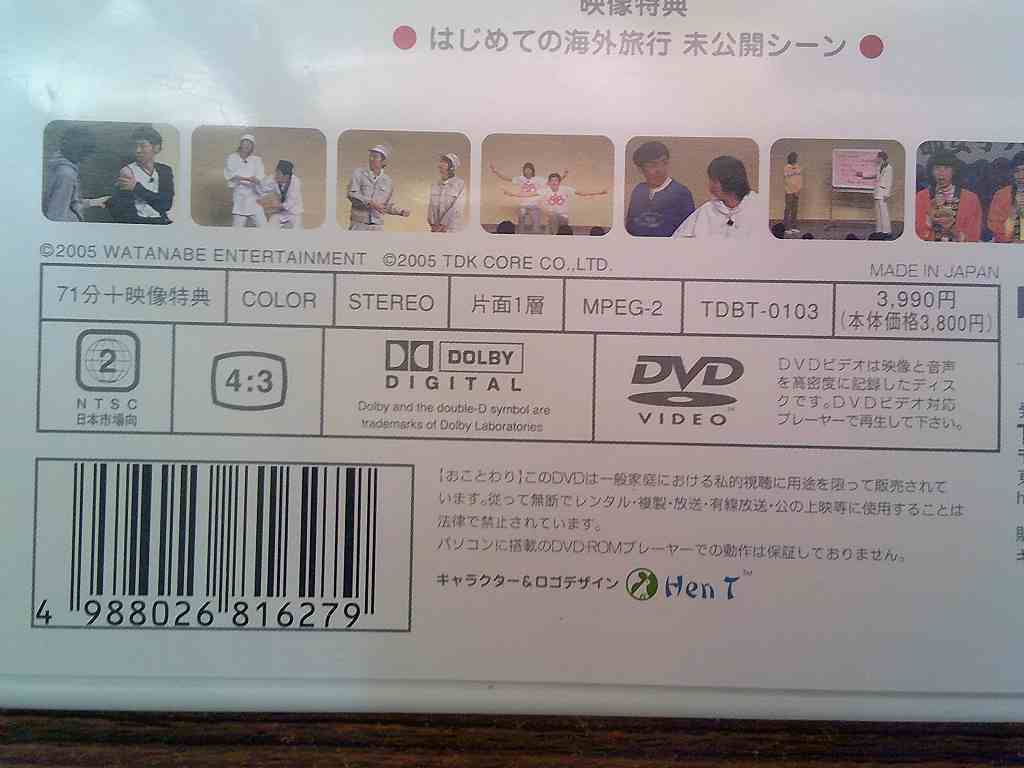 映像特典
● はじめての海外旅行 未公開シーン ●
©2005 WATANABE ENTERTAINMENT ©2005 TDK CORE CO.,LTD.
MADE IN JAPAN
71分+映像特典 COLOR STEREO 片面1層 MPEG-2 TDBT-0103 3,990円
(本体価格3,800円)
2
NTSC
日本市場向
4:3
DOLBY
DIGITAL
Dolby and the double-D symbol are
trademarks of Dolby Laboratories
DVD
VIDEO
DVDビデオは映像と音声
を高密度に記録したディス
クです。DVDビデオ対応
プレーヤーで再生して下さい。
【おことわり】このDVDは一般家庭における私的視聴に用途を限って販売されて
います。従って無断でレンタル・複製・放送・有線放送・公の上映等に使用することは
法律で禁止されています。
パソコンに搭載のDVD-ROMプレーヤーでの動作は保証しておりません。
キャラクター&ロゴデザイン Hen T™
4 988026 816279